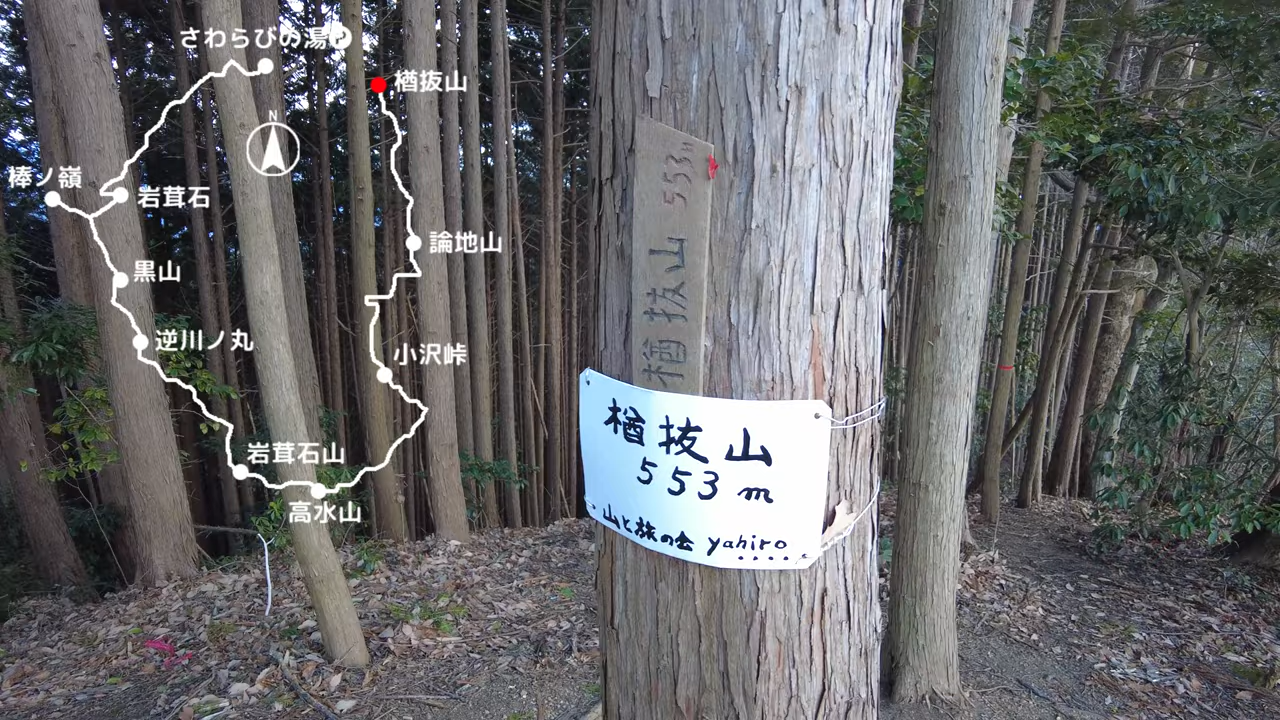 さわらびの湯P
楢抜山
N
棒ノ嶺
岩茸石
論地山
黒山
逆川ノ丸
小沢峠
岩茸石山
高水山
楢抜山 553m
楢抜山
553m
山と旅の会 yahiro